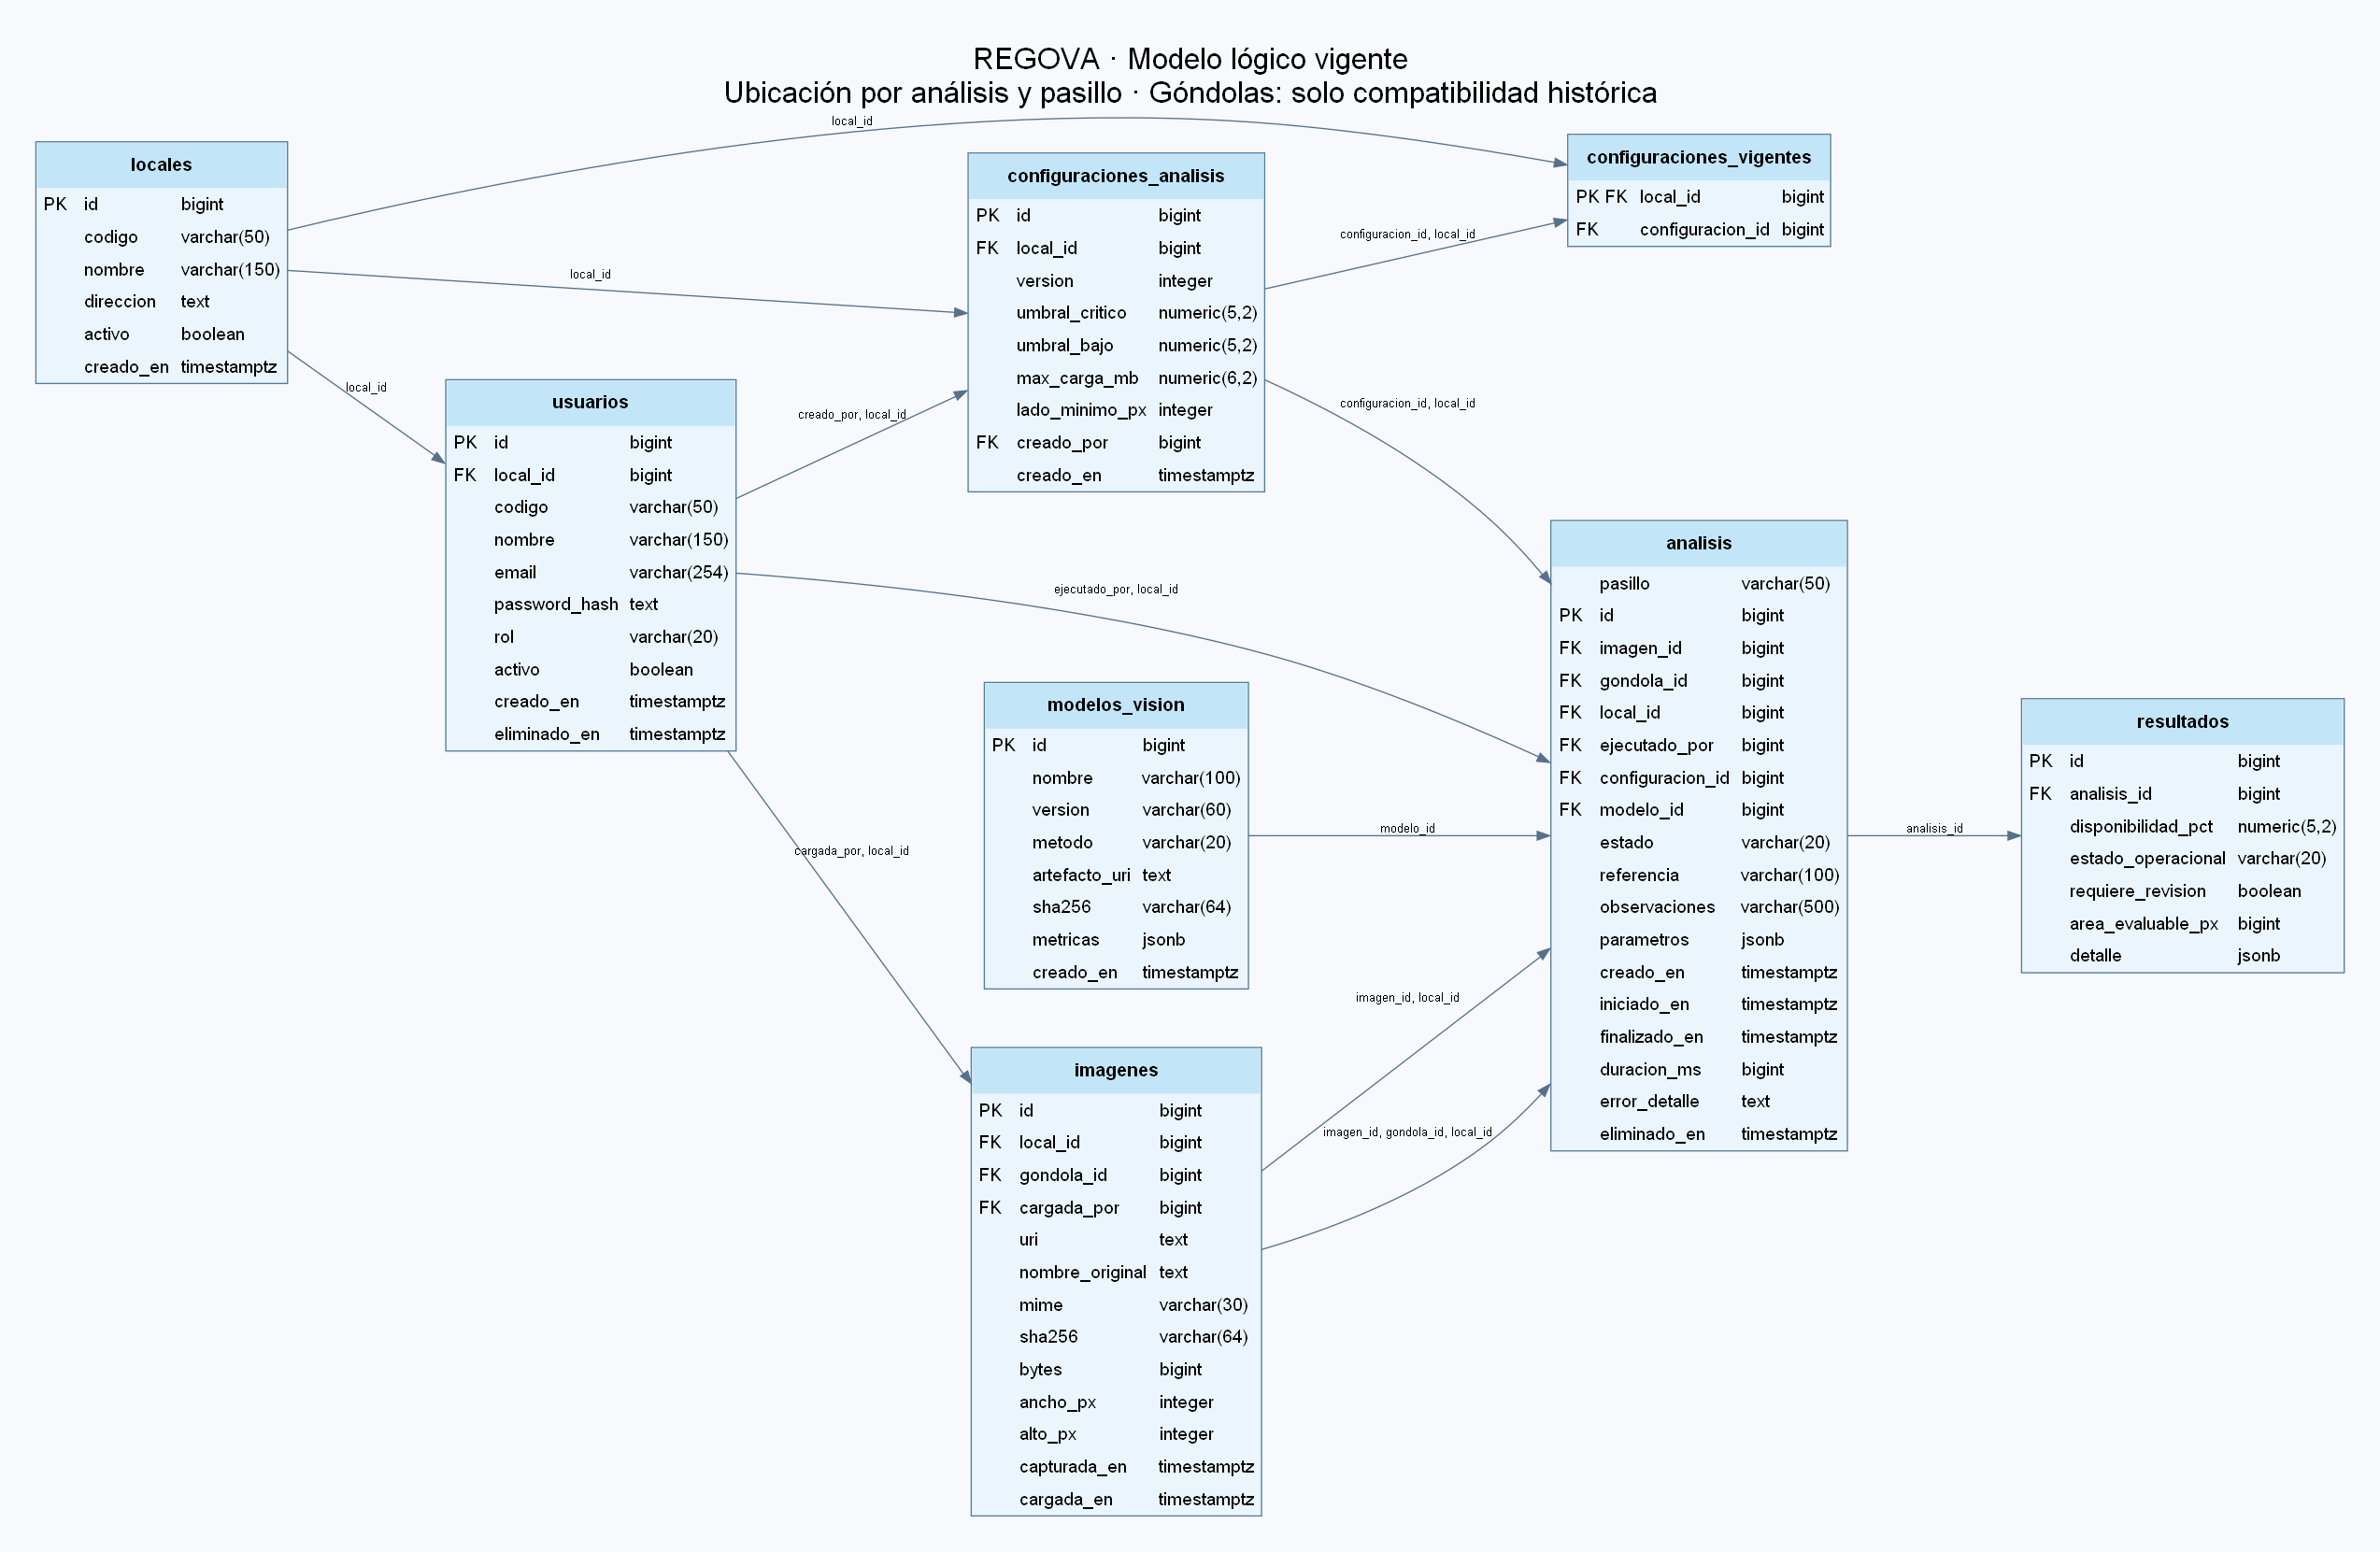 REGOVA · Modelo lógico vigente
Ubicación por análisis y pasillo · Góndolas: solo compatibilidad histórica
locales
PK id bigint
codigo varchar(50)
nombre varchar(150)
direccion text
activo boolean
creado_en timestamptz
local_id
local_id
local_id
usuarios
PK id bigint
FK local_id bigint
codigo varchar(50)
nombre varchar(150)
email varchar(254)
password_hash text
rol varchar(20)
activo boolean
creado_en timestamptz
eliminado_en timestamptz
creado_por, local_id
ejecutado_por, local_id
cargada_por, local_id
configuraciones_analisis
PK id bigint
FK local_id bigint
version integer
umbral_critico numeric(5,2)
umbral_bajo numeric(5,2)
max_carga_mb numeric(6,2)
lado_minimo_px integer
FK creado_por bigint
creado_en timestamptz
configuracion_id, local_id
configuracion_id, local_id
configuraciones_vigentes
PK FK local_id bigint
FK configuracion_id bigint
modelos_vision
PK id bigint
nombre varchar(100)
version varchar(60)
metodo varchar(20)
artefacto_uri text
sha256 varchar(64)
metricas jsonb
creado_en timestamptz
modelo_id
imagenes
PK id bigint
FK local_id bigint
FK gondola_id bigint
FK cargada_por bigint
uri text
nombre_original text
mime varchar(30)
sha256 varchar(64)
bytes bigint
ancho_px integer
alto_px integer
capturada_en timestamptz
cargada_en timestamptz
imagen_id, local_id
imagen_id, gondola_id, local_id
analisis
pasillo varchar(50)
PK id bigint
FK imagen_id bigint
FK gondola_id bigint
FK local_id bigint
FK ejecutado_por bigint
FK configuracion_id bigint
FK modelo_id bigint
estado varchar(20)
referencia varchar(100)
observaciones varchar(500)
parametros jsonb
creado_en timestamptz
iniciado_en timestamptz
finalizado_en timestamptz
duracion_ms bigint
error_detalle text
eliminado_en timestamptz
analisis_id
resultados
PK id bigint
FK analisis_id bigint
disponibilidad_pct numeric(5,2)
estado_operacional varchar(20)
requiere_revision boolean
area_evaluable_px bigint
detalle jsonb